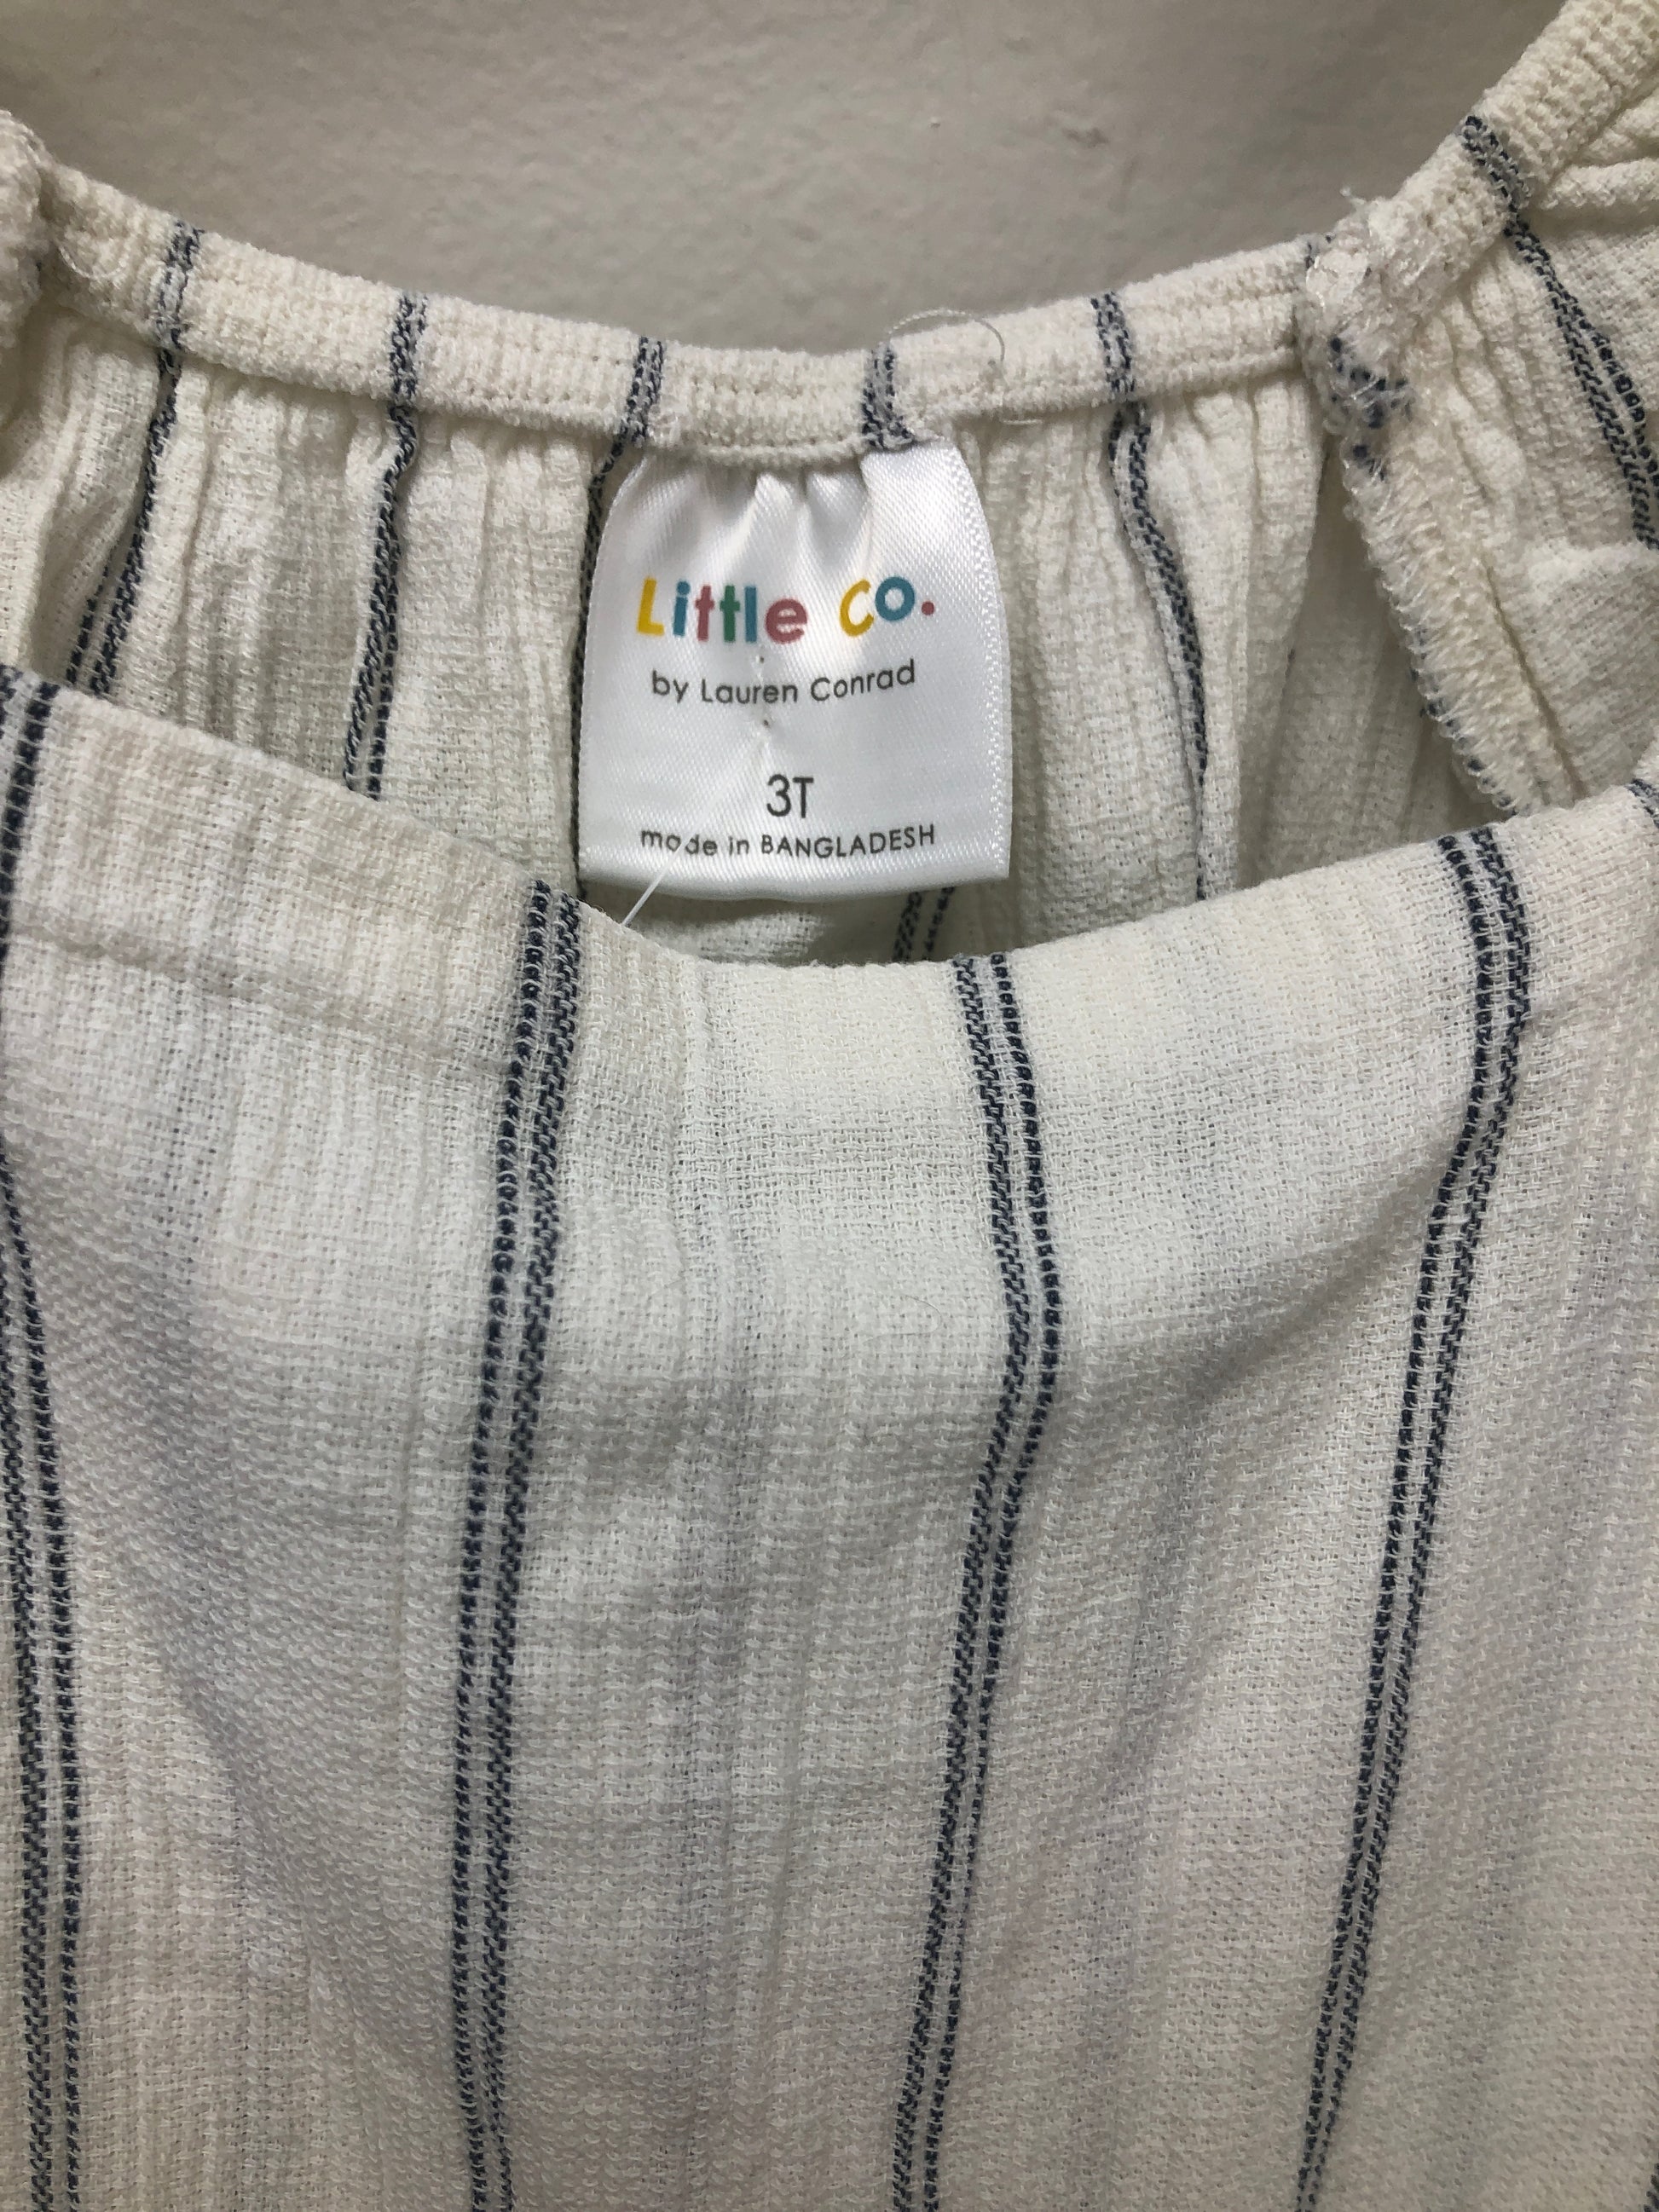 Little co.
by Lauren Conrad
3T
made in BANGLADESH